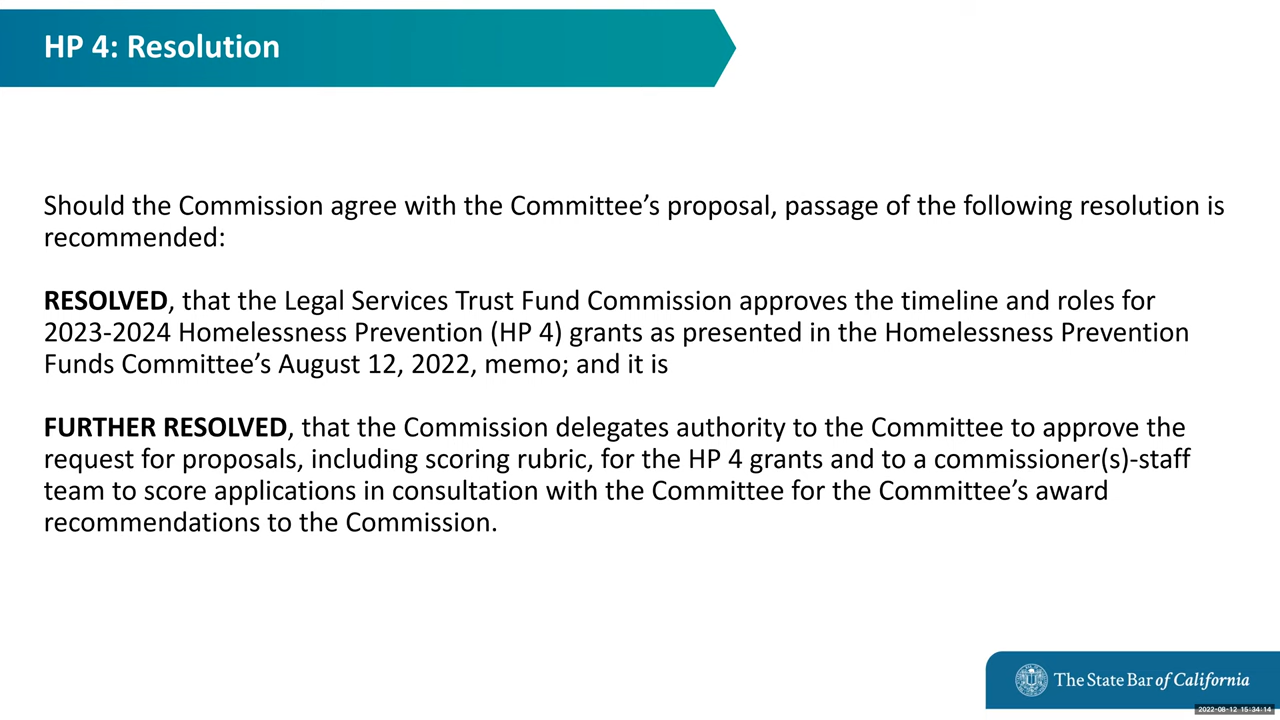 HP 4: Resolution
Should the Commission agree with the Committee’s proposal, passage of the following resolution is
recommended:
RESOLVED, that the Legal Services Trust Fund Commission approves the timeline and roles for
2023-2024 Homelessness Prevention (HP 4) grants as presented in the Homelessness Prevention
Funds Committee’s August 12, 2022, memo; and it is
FURTHER RESOLVED, that the Commission delegates authority to the Committee to approve the
request for proposals, including scoring rubric, for the HP 4 grants and to a commissioner(s)-staff
team to score applications in consultation with the Committee for the Committee’s award
recommendations to the Commission.
The State Bar of California
2022-08-12 15:34:14